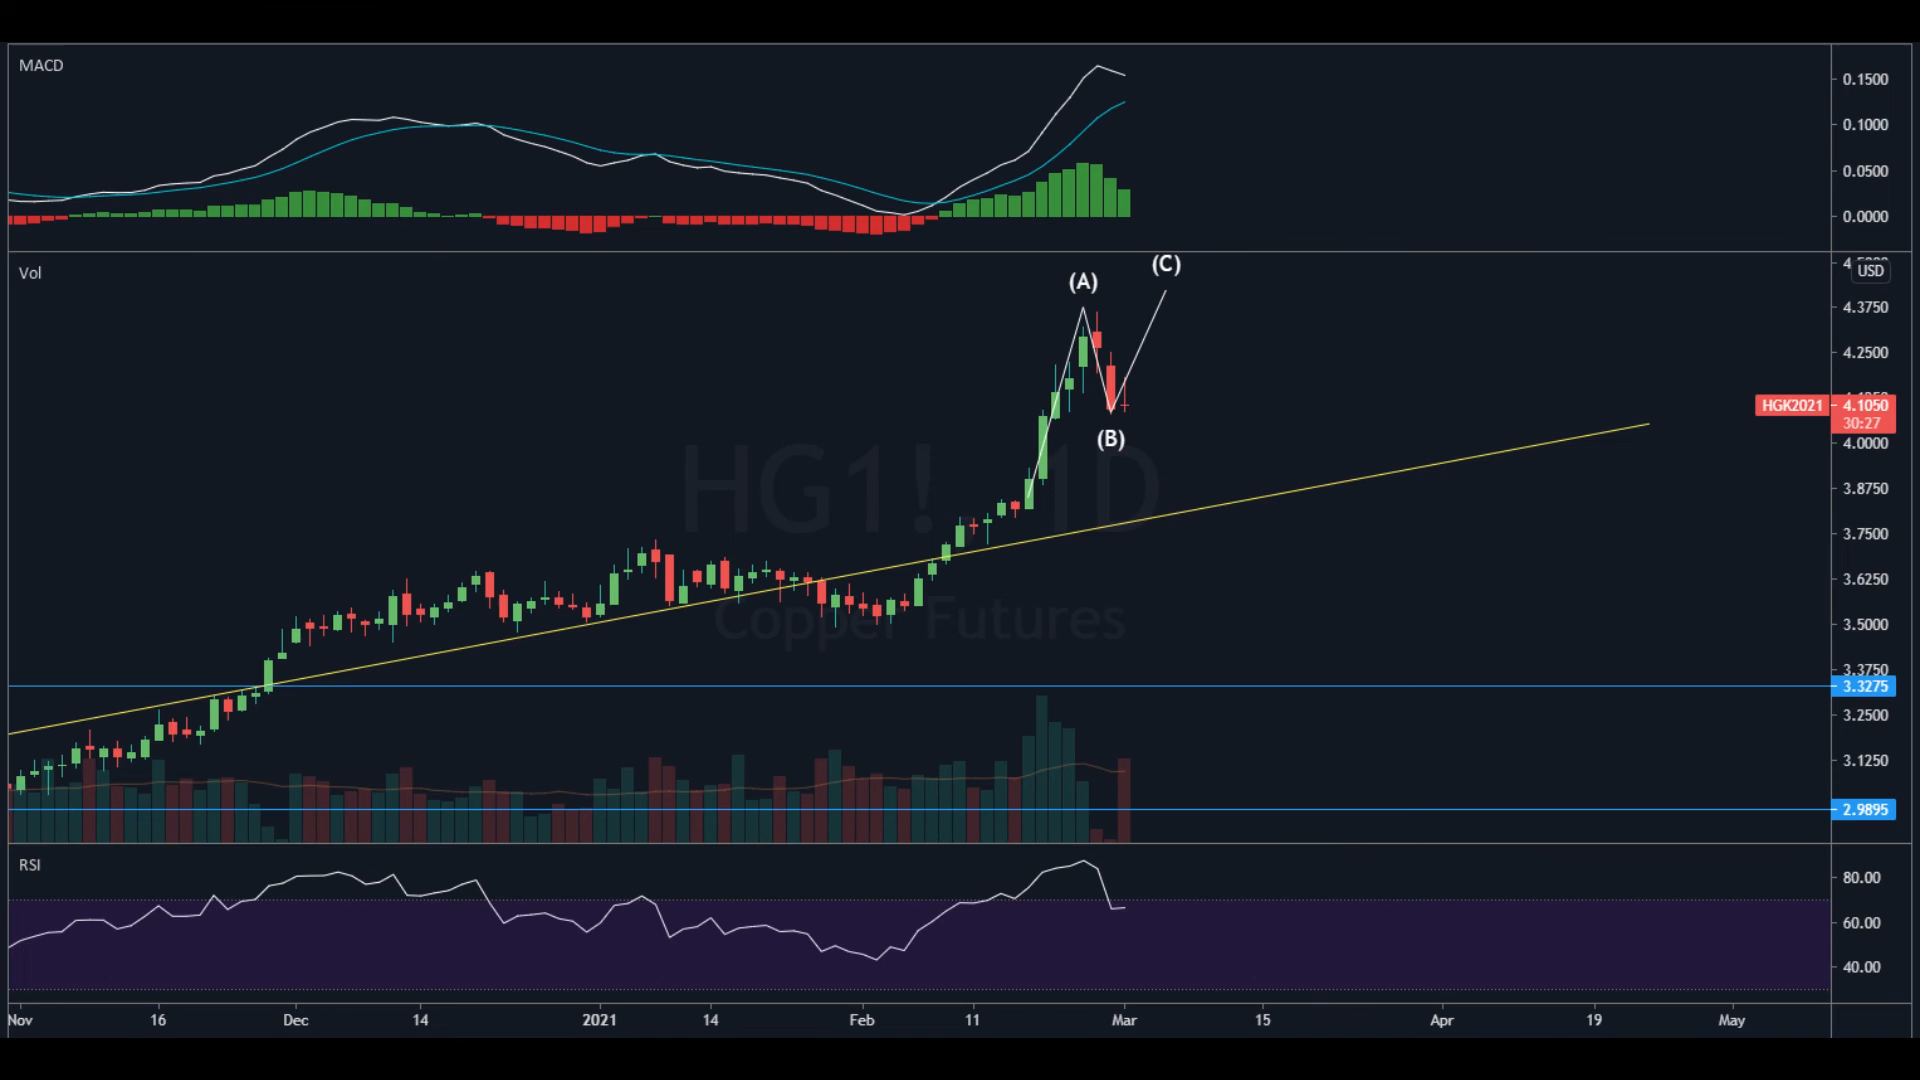 MACD
0.1500
0.1000
0.0500
0.0000
Vol
USD
(A)
(C)
(B)
4.3750
4.2500
HGK2021
4.1050
30:27
4.0000
3.8750
3.7500
3.6250
3.5000
3.3750
3.3275
3.2500
3.1250
2.9895
HG1!, 1D
Copper Futures
RSI
80.00
60.00
40.00
Nov 16 Dec 14 2021 14 Feb 11 Mar 15 Apr 19 May